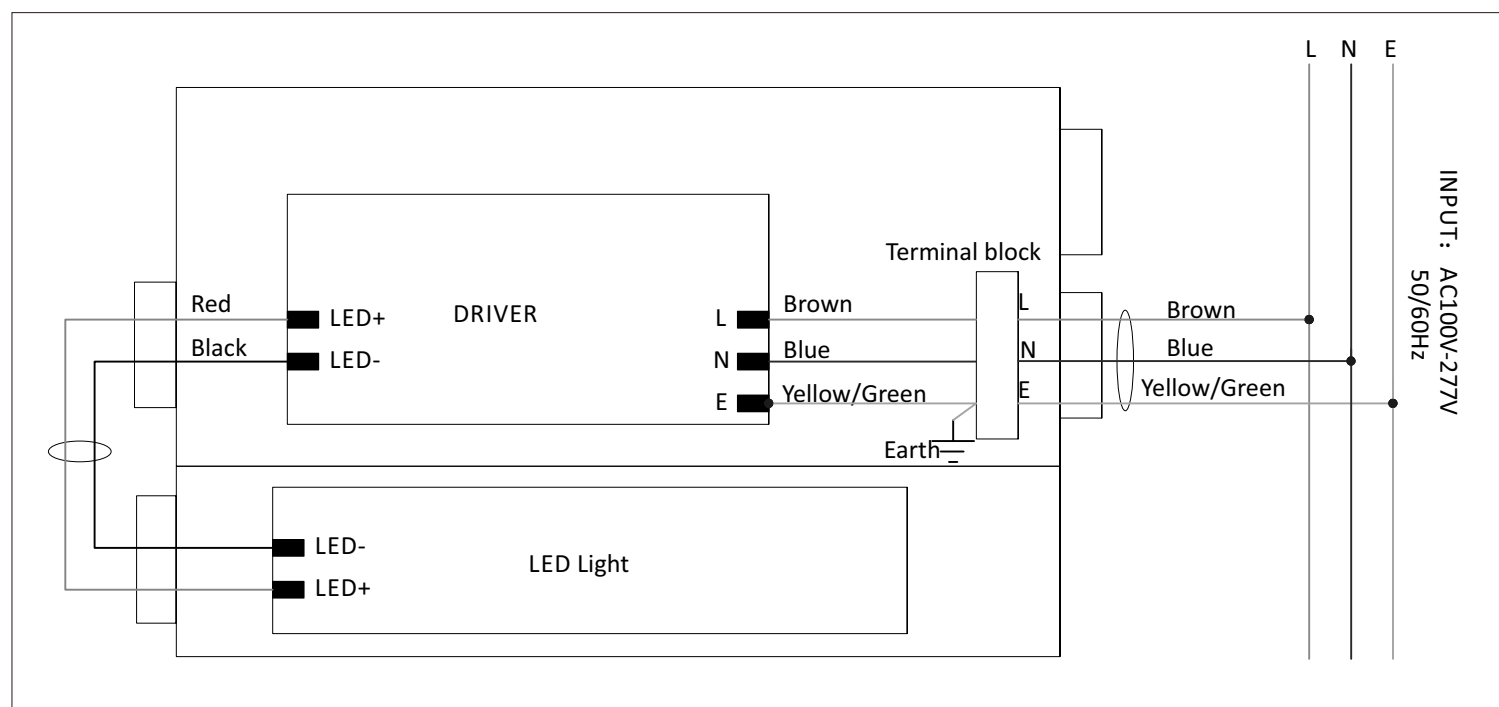 L N E
INPUT: AC100V-277V
50/60Hz
Terminal block
Red
LED+
DRIVER
L
Brown
L
Brown
Black
LED-
N
Blue
N
Blue
E
Yellow/Green
E
Yellow/Green
Earth
LED-
LED Light
LED+